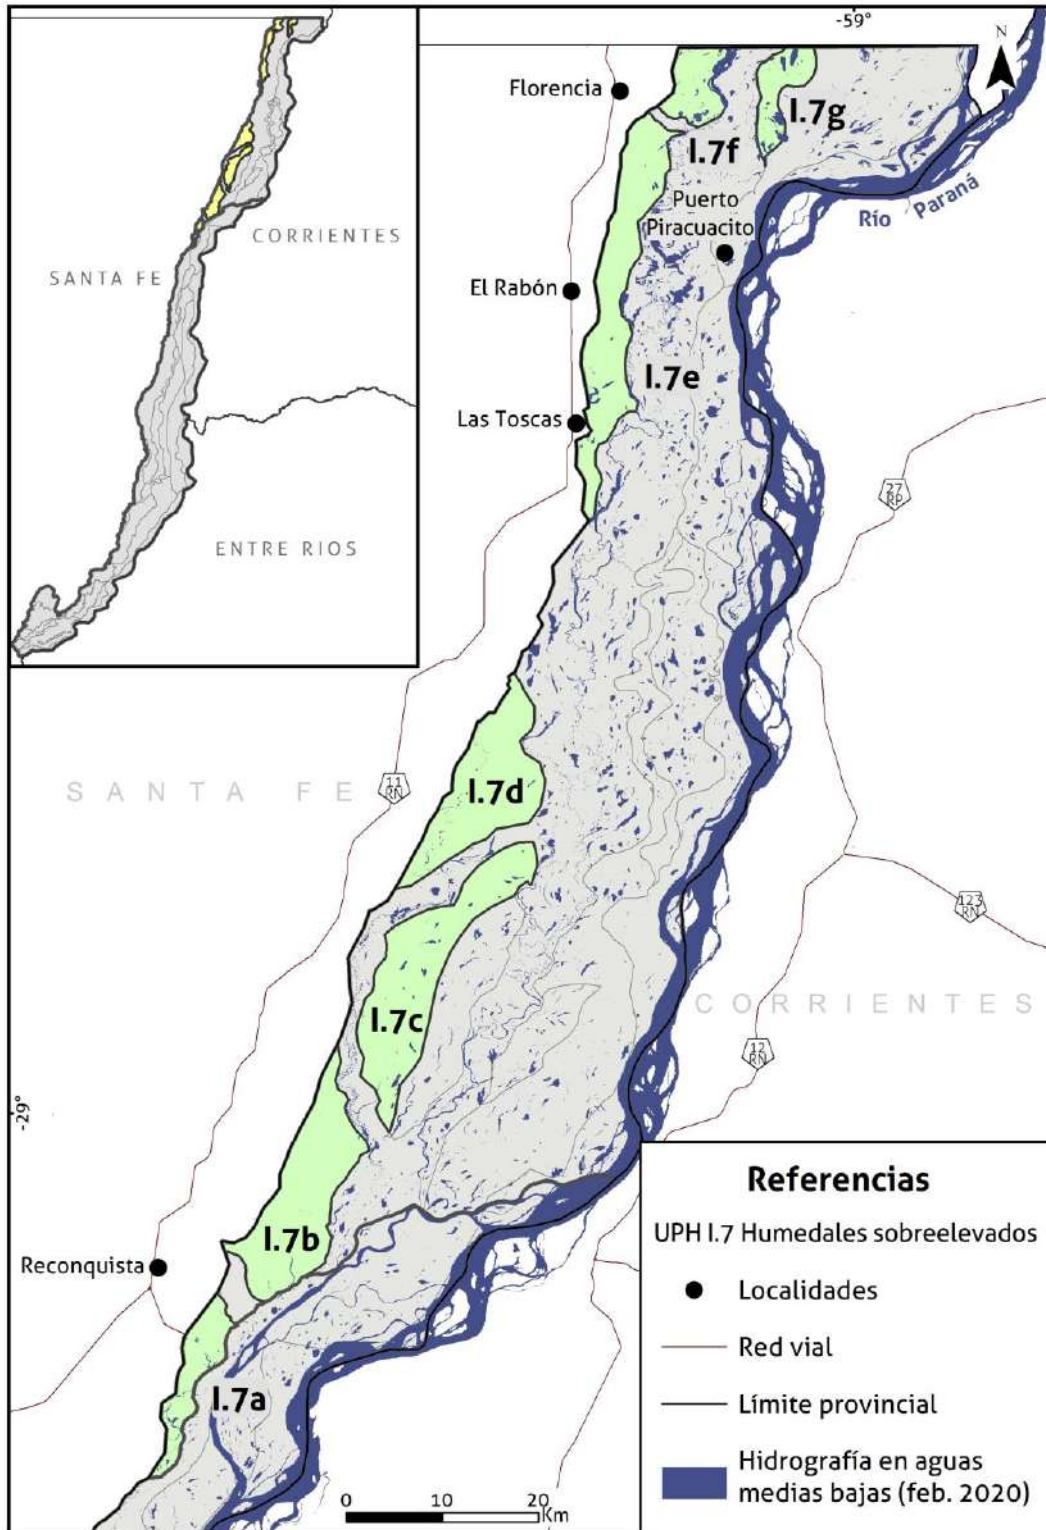 -59°
N
Florencia
I.7g
I.7f
Puerto
Piracuacito
Río Paraná
CORRIENTES
SANTA FE
El Rabón
I.7e
Las Toscas
27
RP
ENTRE RIOS
11
RN
SANTA FE
I.7d
123
RN
I.7c
CORRIENTES
12
RN
-29°
Referencias
UPH I.7 Humedales sobreelevados
I.7b
Reconquista
Localidades
Red vial
I.7a
Límite provincial
Hidrografía en aguas
medias bajas (feb. 2020)
0 10 20
Km